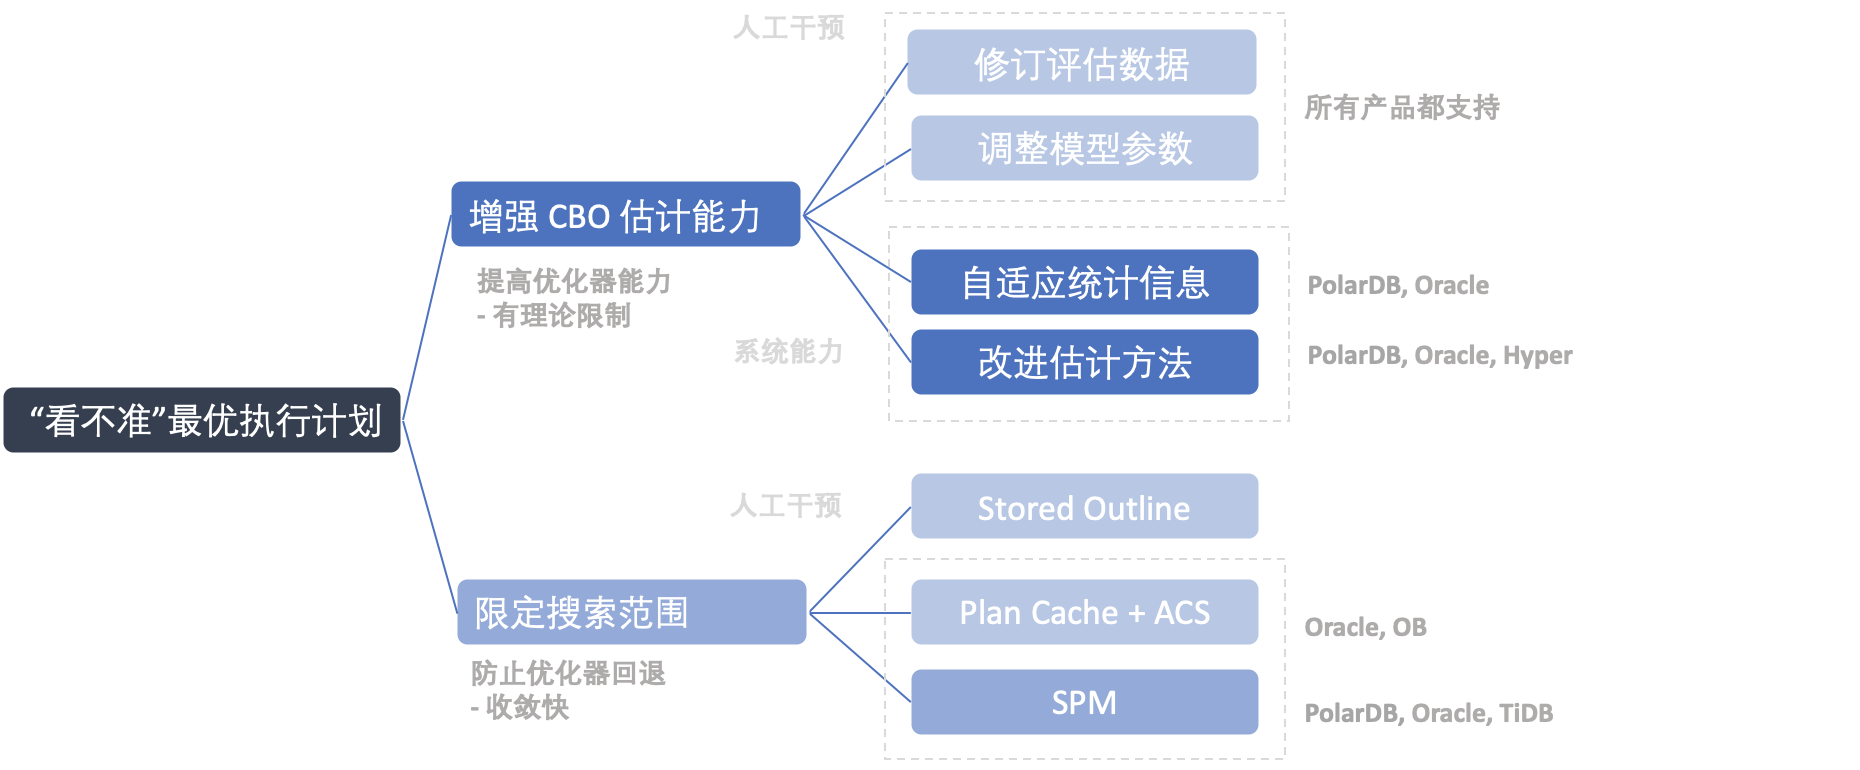 人工干预
修订评估数据
所有产品都支持
调整模型参数
增强 CBO 估计能力
提高优化器能力
- 有理论限制
自适应统计信息
PolarDB, Oracle
系统能力
改进估计方法
PolarDB, Oracle, Hyper
“看不准”最优执行计划
人工干预
Stored Outline
限定搜索范围
防止优化器回退
- 收敛快
Plan Cache + ACS
Oracle, OB
SPM
PolarDB, Oracle, TiDB